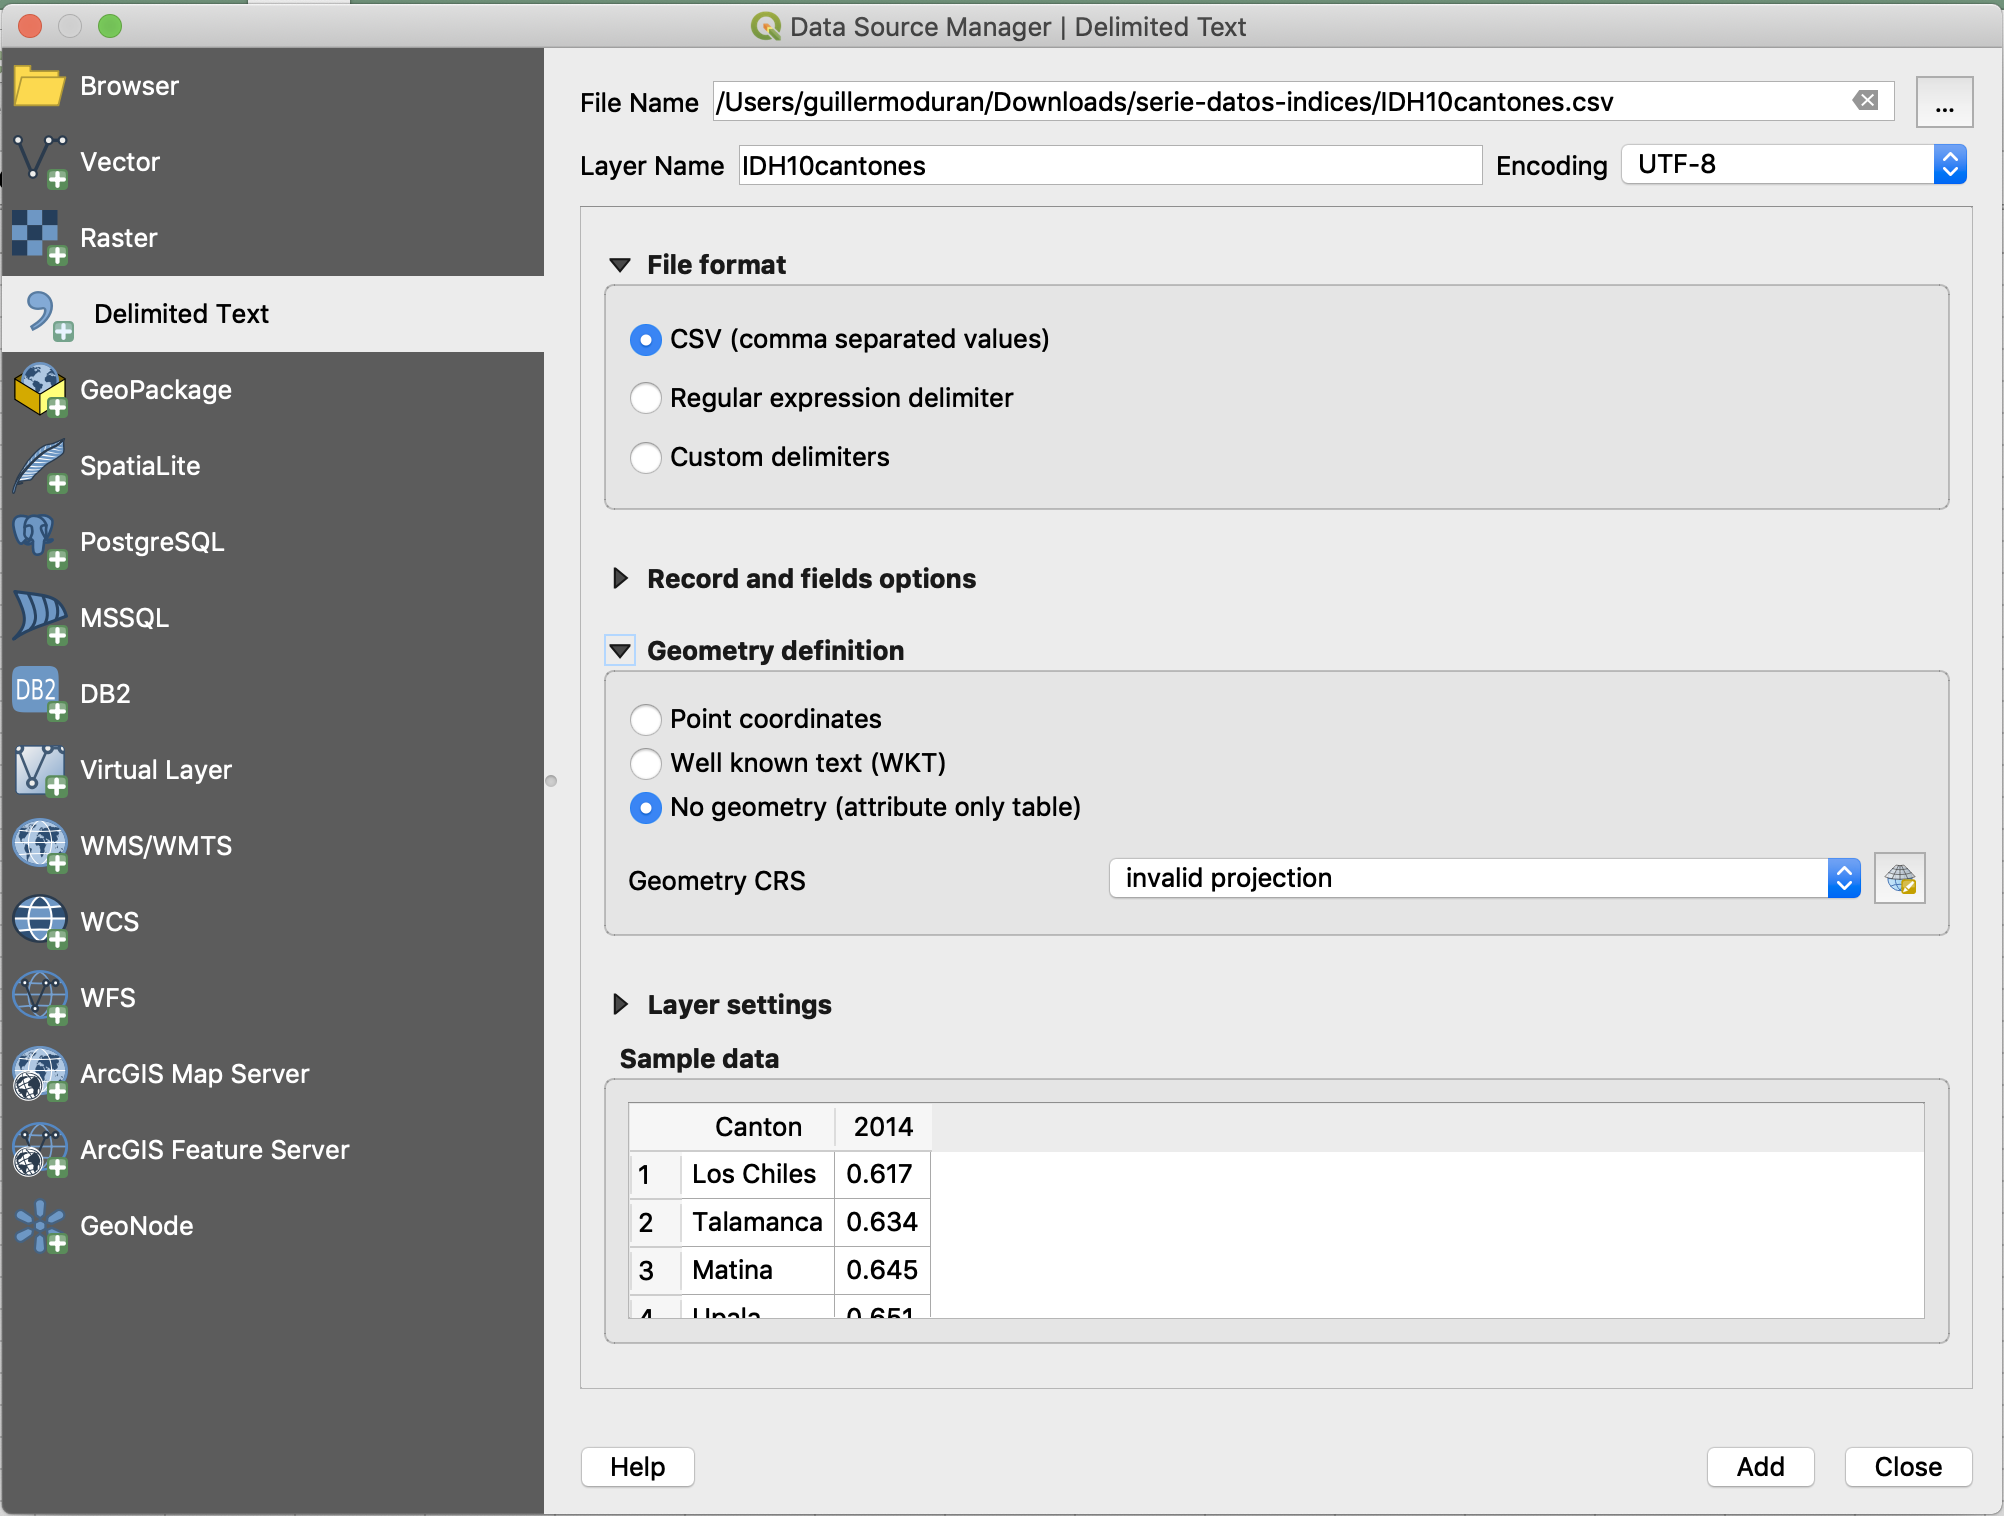 Data Source Manager | Delimited Text
Browser
Vector
Raster
Delimited Text
GeoPackage
SpatiaLite
PostgreSQL
MSSQL
DB2
DB2
Virtual Layer
WMS/WMTS
WCS
WFS
ArcGIS Map Server
ArcGIS Feature Server
GeoNode
File Name /Users/guillermoduran/Downloads/serie-datos-indices/IDH10cantones.csv ...
Layer Name IDH10cantones Encoding UTF-8
File format
CSV (comma separated values)
Regular expression delimiter
Custom delimiters
Record and fields options
Geometry definition
Point coordinates
Well known text (WKT)
No geometry (attribute only table)
Geometry CRS invalid projection
Layer settings
Sample data
Canton 2014
1 Los Chiles 0.617
2 Talamanca 0.634
3 Matina 0.645
4 Upala 0.651
Help Add Close